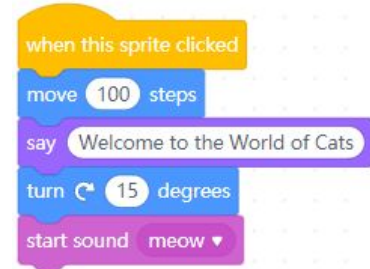 when this sprite clicked
move 100 steps
say Welcome to the World of Cats
turn 15 degrees
start sound meow